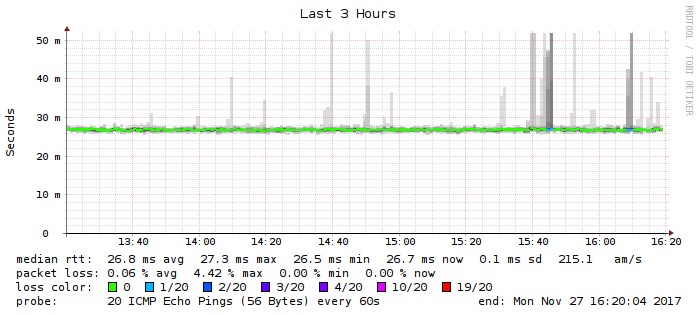 Last 3 Hours
RRDTOOL / TOBI OETIKER
Seconds
50 m
40 m
30 m
20 m
10 m
0
13:40 14:00 14:20 14:40 15:00 15:20 15:40 16:00 16:20
median rtt: 26.8 ms avg 27.3 ms max 26.5 ms min 26.7 ms now 0.1 ms sd 215.1 am/s
packet loss: 0.06 % avg 4.42 % max 0.00 % min 0.00 % now
loss color: 0 1/20 2/20 3/20 4/20 10/20 19/20
probe: 20 ICMP Echo Pings (56 Bytes) every 60s end: Mon Nov 27 16:20:04 2017